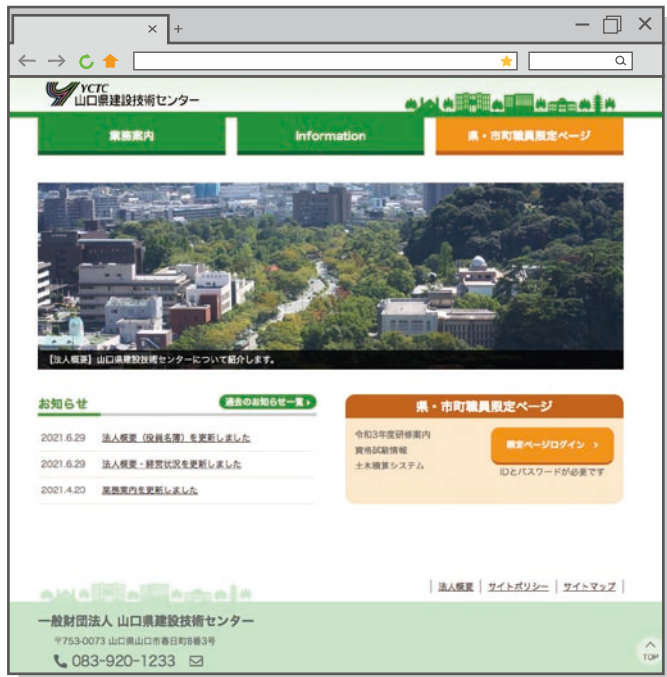 YCTC
山口県建設技術センター
業務案内
Information
県・市町職員限定ページ
【法人概要】山口県建設技術センターについて紹介します。
お知らせ
過去のお知らせ一覧
2021.6.29 法人概要（役員名簿）を更新しました
2021.6.29 法人概要・経営状況を更新しました
2021.4.20 業務案内を更新しました
県・市町職員限定ページ
令和3年度研修案内
資格試験情報
土木積算システム
限定ページログイン
IDとパスワードが必要です
法人概要 | サイトポリシー | サイトマップ
一般財団法人 山口県建設技術センター
〒753-0073 山口県山口市春日町8番3号
083-920-1233
TOP